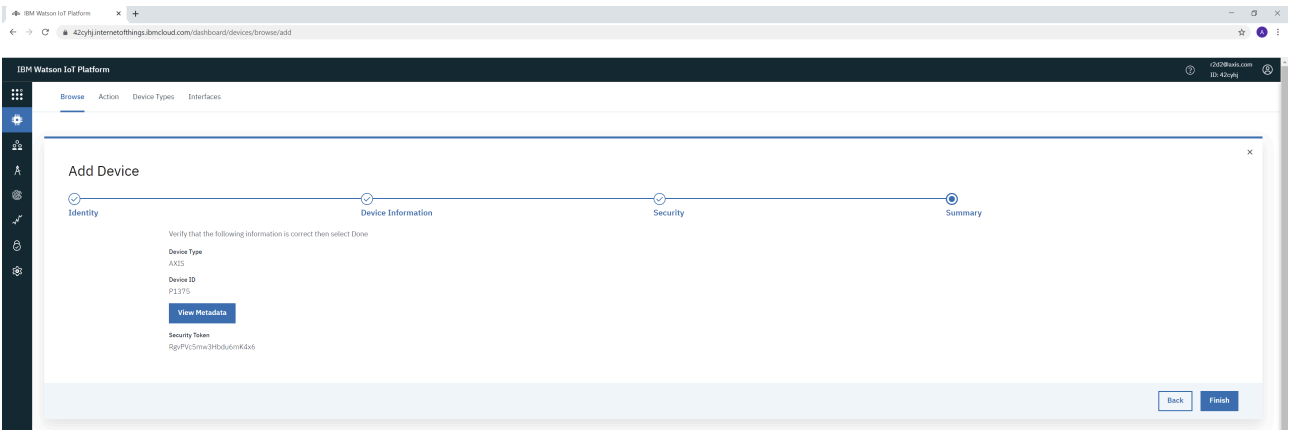 IBM Watson IoT Platform
42cyhj.internetofthings.ibmcloud.com/dashboard/devices/browse/add
IBM Watson IoT Platform
r2d2@axis.com
ID: 42cyhj
Browse Action Device Types Interfaces
Add Device
Identity Device Information Security Summary
Verify that the following information is correct then select Done
Device Type
AXIS
Device ID
P1375
View Metadata
Security Token
RgvPVcSmw3Hbdu6mK4x6
Back Finish